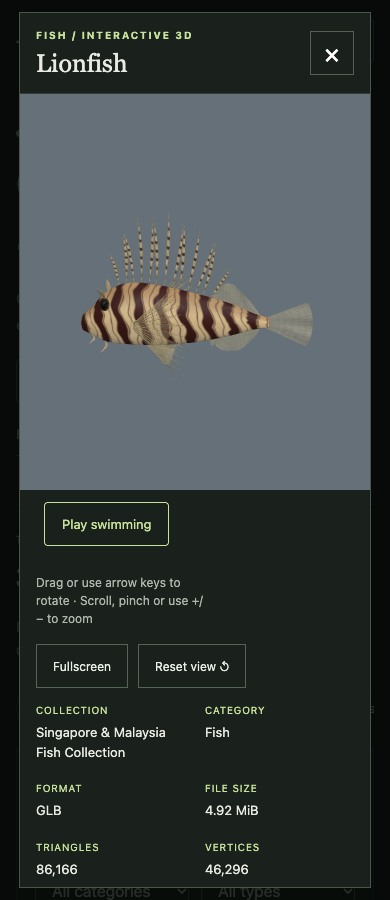 FISH / INTERACTIVE 3D
Lionfish
×
Play swimming
Drag or use arrow keys to
rotate · Scroll, pinch or use +/
− to zoom
Fullscreen
Reset view ↺
COLLECTION
Singapore & Malaysia
Fish Collection
CATEGORY
Fish
FORMAT
GLB
FILE SIZE
4.92 MiB
TRIANGLES
86,166
VERTICES
46,296
All categories
All types